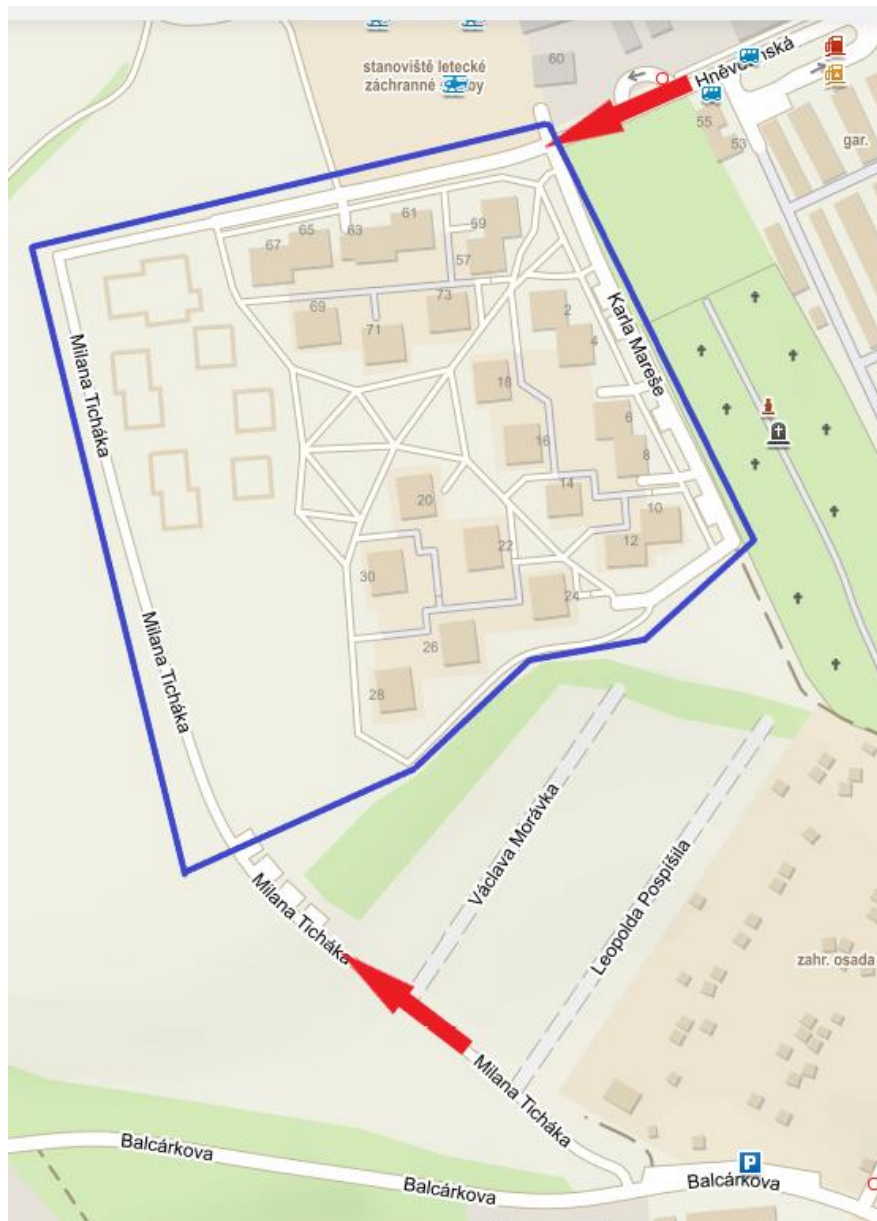 stanoviště letecké
záchranné
60
55
53
gar.
59
61
63
65
67
57
69
71
73
2
4
Karla Mareše
18
6
16
8
14
10
12
20
22
24
30
26
28
Milana Ticháka
Milana Ticháka
Milana Ticháka
Václava Morávka
Leopolda Pospíšila
zahr. osada
Milana Ticháka
Balcárkova
P
Balcárkova
Balcárkova